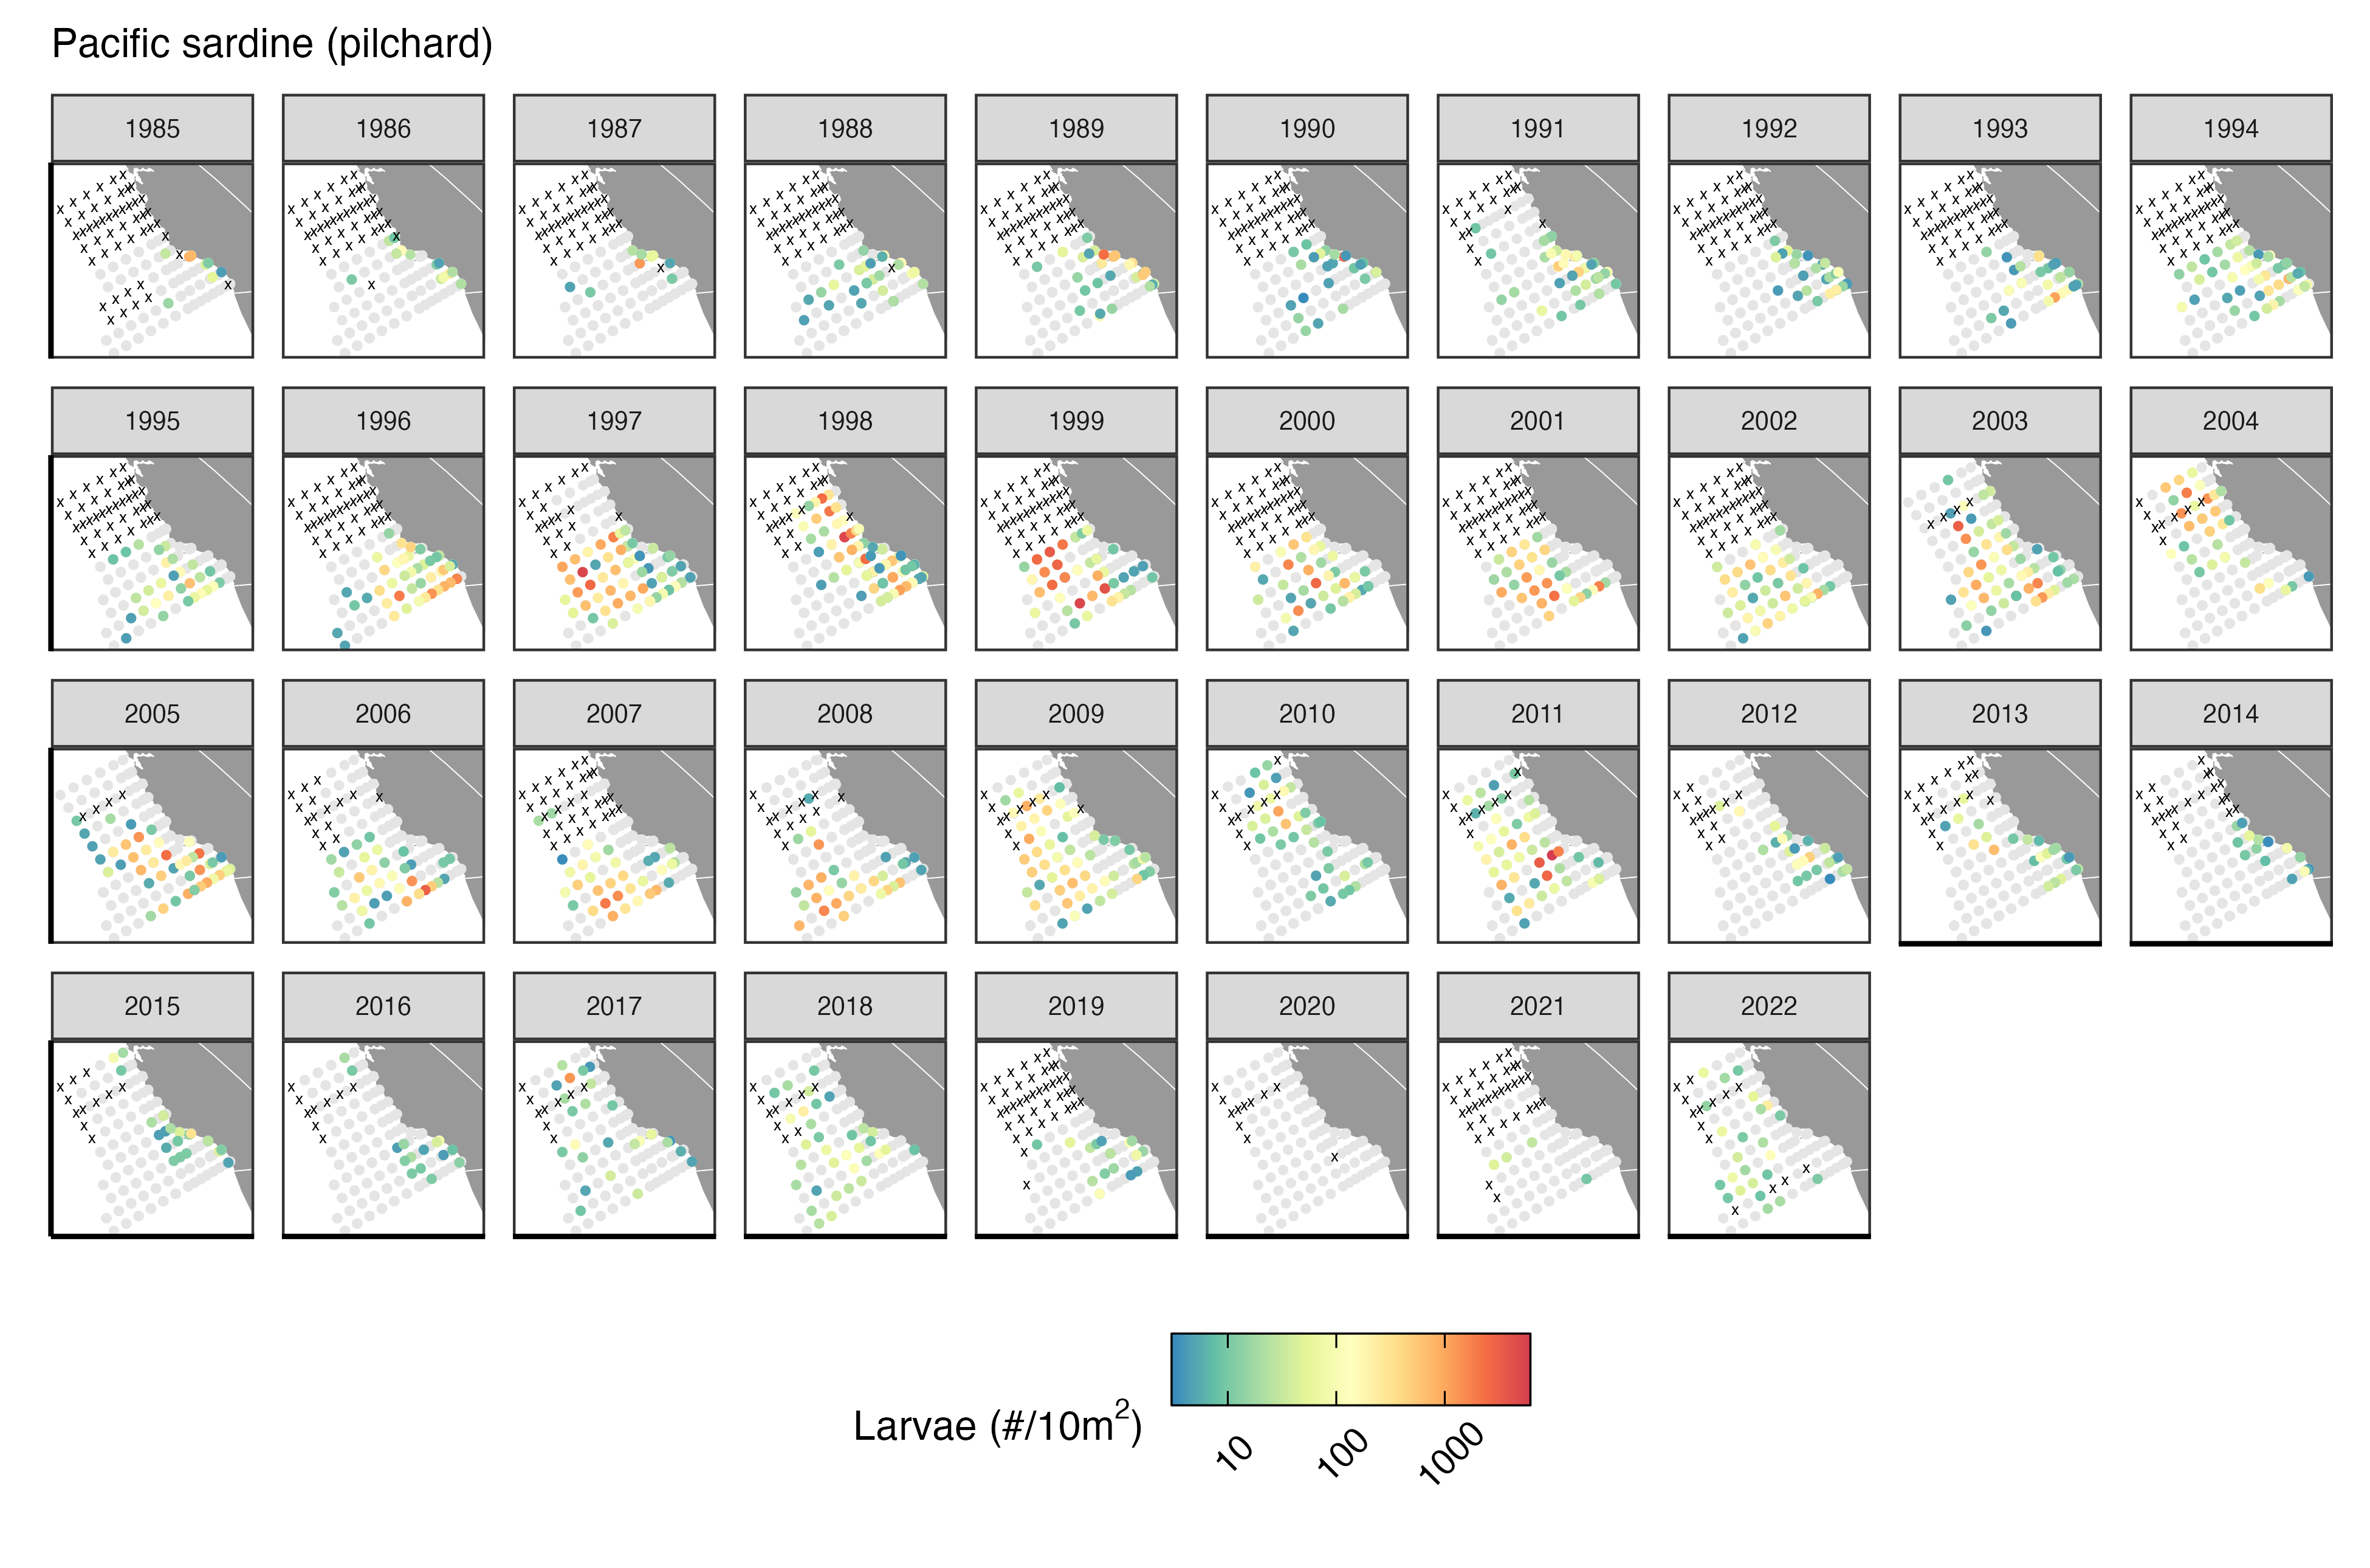 Pacific sardine (pilchard)
1985 1986 1987 1988 1989 1990 1991 1992 1993 1994
1995 1996 1997 1998 1999 2000 2001 2002 2003 2004
2005 2006 2007 2008 2009 2010 2011 2012 2013 2014
2015 2016 2017 2018 2019 2020 2021 2022
Larvae (#/10m²)
10 100 1000